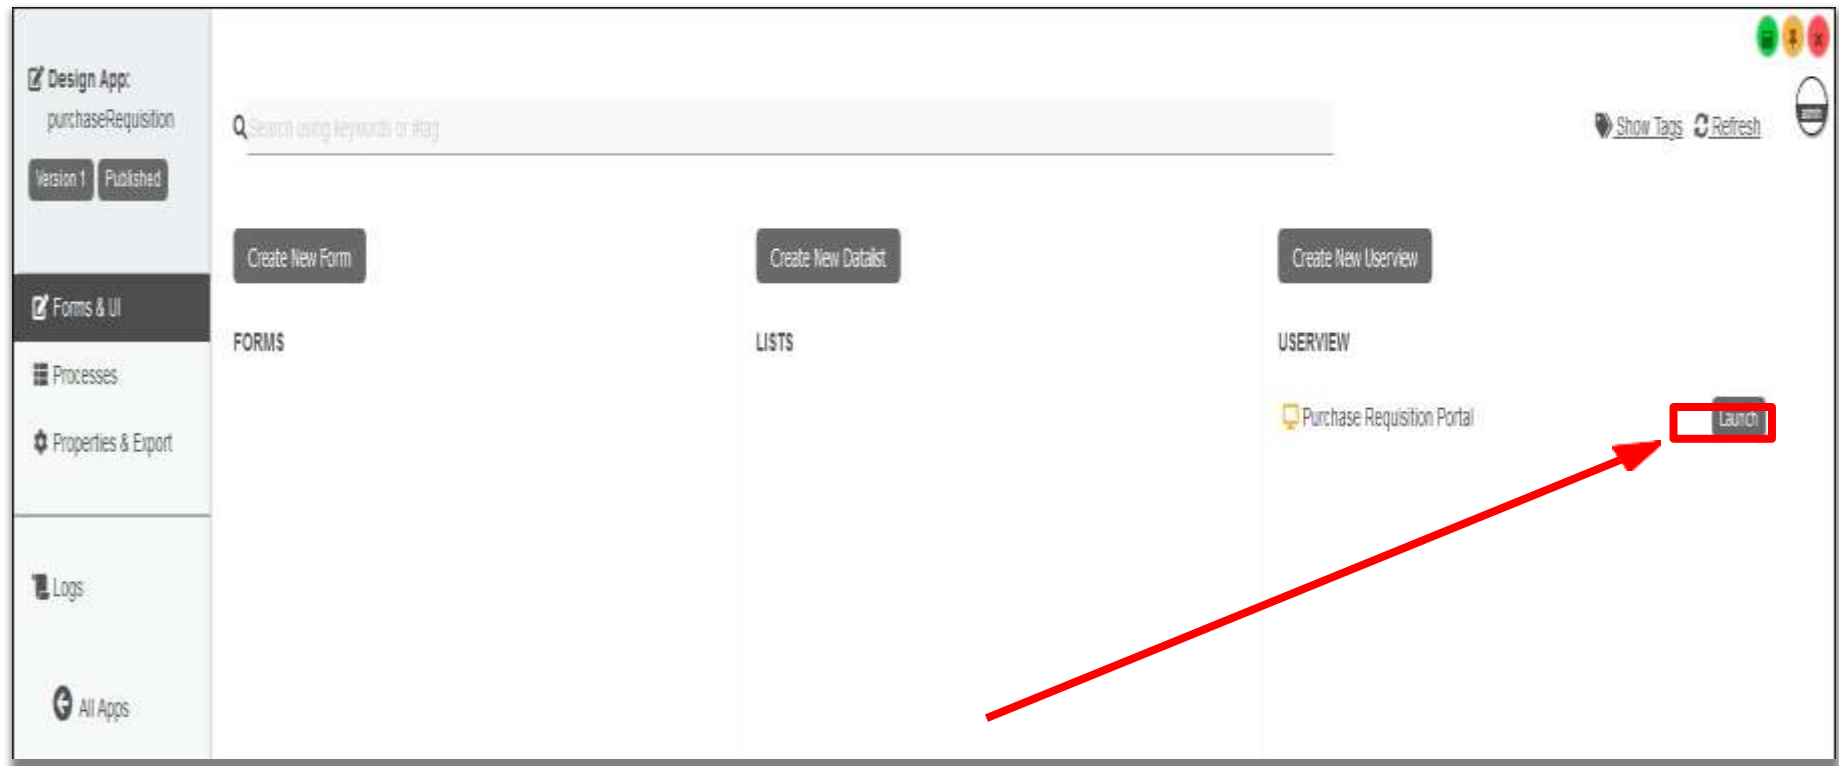 Design App:
purchaseRequisition
Version 1 Published
Forms & UI
Processes
Properties & Export
Logs
All Apps
Search using keywords or #tag
Show Tags Refresh
admin
Create New Form
FORMS
Create New Datalist
LISTS
Create New Userview
USERVIEW
Purchase Requisition Portal
Launch